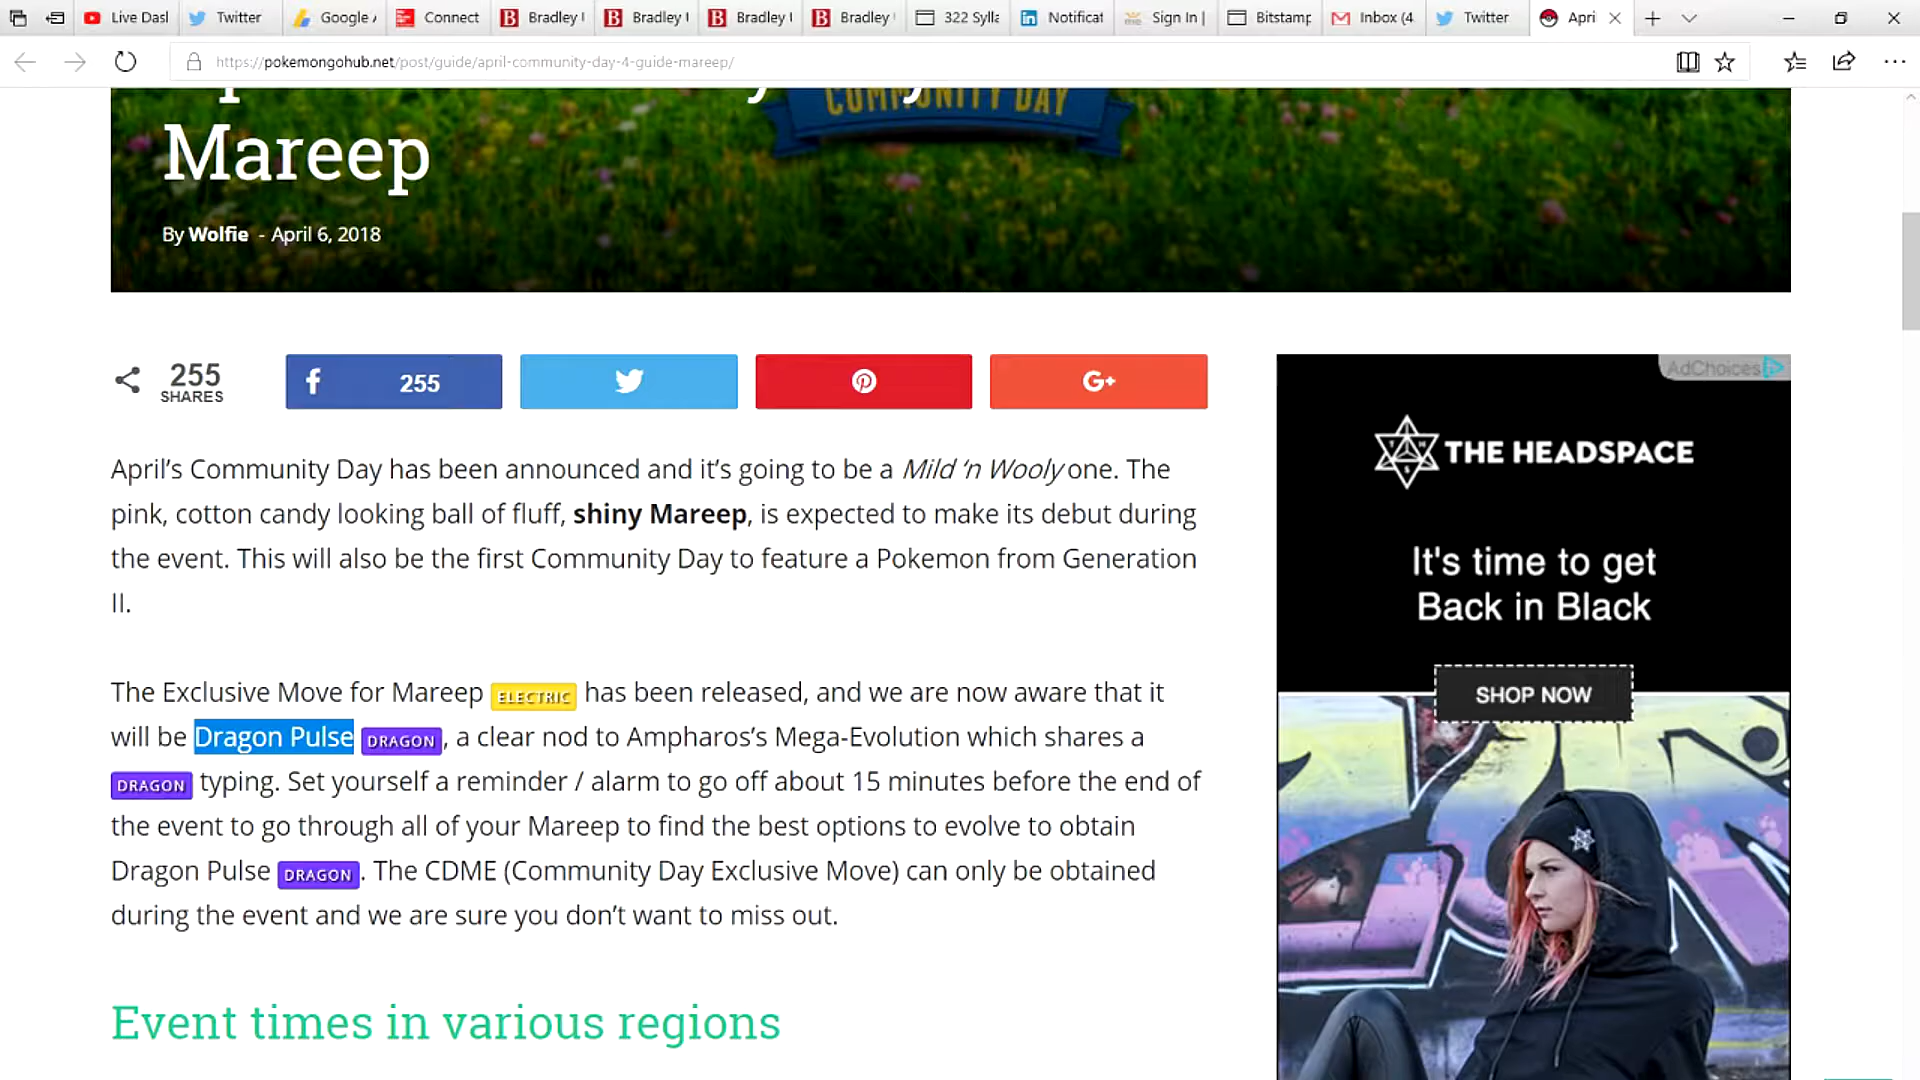 Live Dasl
Twitter
Google A
Connect
Bradley U
Bradley U
Bradley U
Bradley
322 Sylla
Notificat
Sign In |
Bitstamp
Inbox (4
Twitter
Apri
https://pokemongohub.net/post/guide/april-community-day-4-guide-mareep/
COMMUNITY DAY
Mareep
By Wolfie - April 6, 2018
255
SHARES
255
G+
AdChoices
THE HEADSPACE
It's time to get
Back in Black
SHOP NOW
April’s Community Day has been announced and it’s going to be a Mild ‘n Wooly one. The
pink, cotton candy looking ball of fluff, shiny Mareep, is expected to make its debut during
the event. This will also be the first Community Day to feature a Pokemon from Generation
II.
The Exclusive Move for Mareep ELECTRIC has been released, and we are now aware that it
will be Dragon Pulse DRAGON, a clear nod to Ampharos’s Mega-Evolution which shares a
DRAGON typing. Set yourself a reminder / alarm to go off about 15 minutes before the end of
the event to go through all of your Mareep to find the best options to evolve to obtain
Dragon Pulse DRAGON. The CDME (Community Day Exclusive Move) can only be obtained
during the event and we are sure you don’t want to miss out.
Event times in various regions